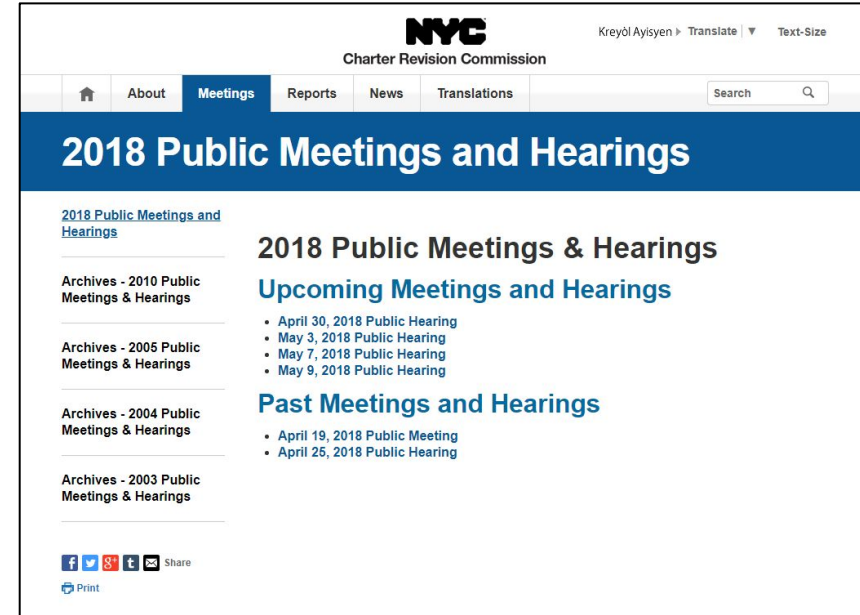 NYC
Charter Revision Commission
Kreyòl Ayisyen ▶ Translate | ▼ Text-Size
About Meetings Reports News Translations
Search
2018 Public Meetings and Hearings
2018 Public Meetings and
Hearings
Archives - 2010 Public
Meetings & Hearings
Archives - 2005 Public
Meetings & Hearings
Archives - 2004 Public
Meetings & Hearings
Archives - 2003 Public
Meetings & Hearings
f 8+ t Share
Print
2018 Public Meetings & Hearings
Upcoming Meetings and Hearings
• April 30, 2018 Public Hearing
• May 3, 2018 Public Hearing
• May 7, 2018 Public Hearing
• May 9, 2018 Public Hearing
Past Meetings and Hearings
• April 19, 2018 Public Meeting
• April 25, 2018 Public Hearing